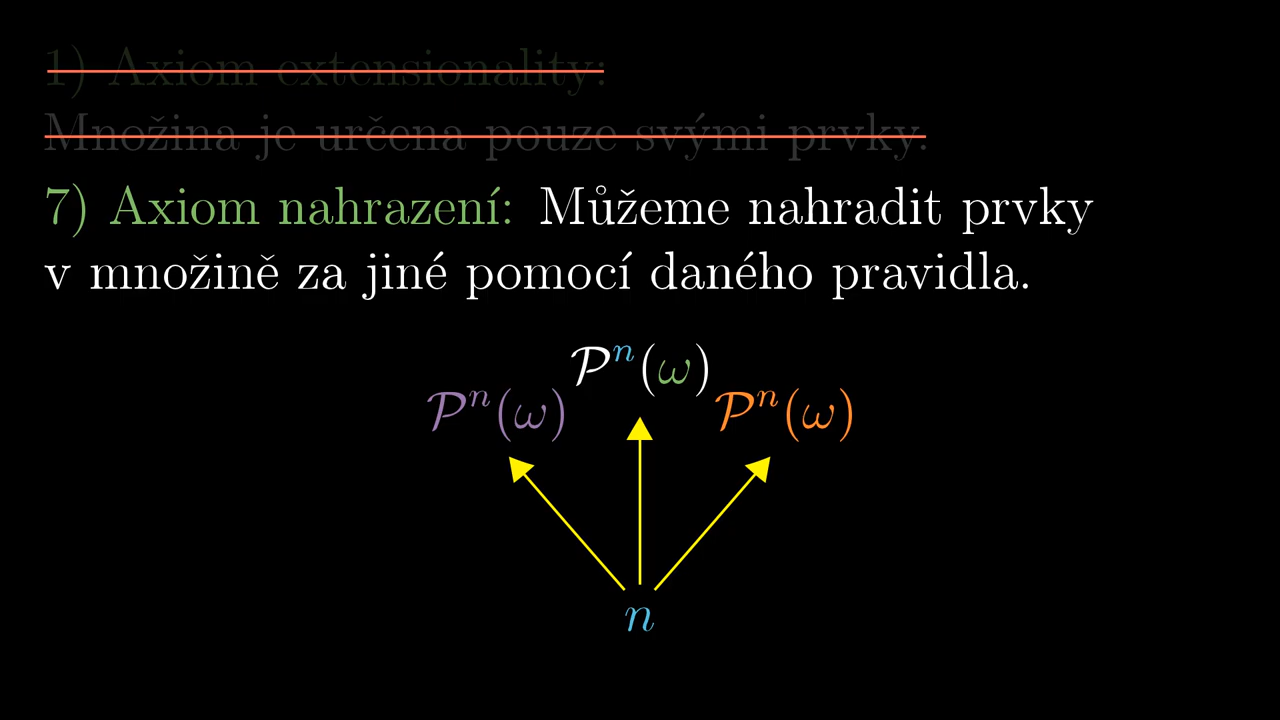 1) Axiom extensionality:
Množina je určena pouze svými prvky.
7) Axiom nahrazení: Můžeme nahradit prvky
v množině za jiné pomocí daného pravidla.
𝒫ⁿ(ω)
𝒫ⁿ(ω) 𝒫ⁿ(ω)
n